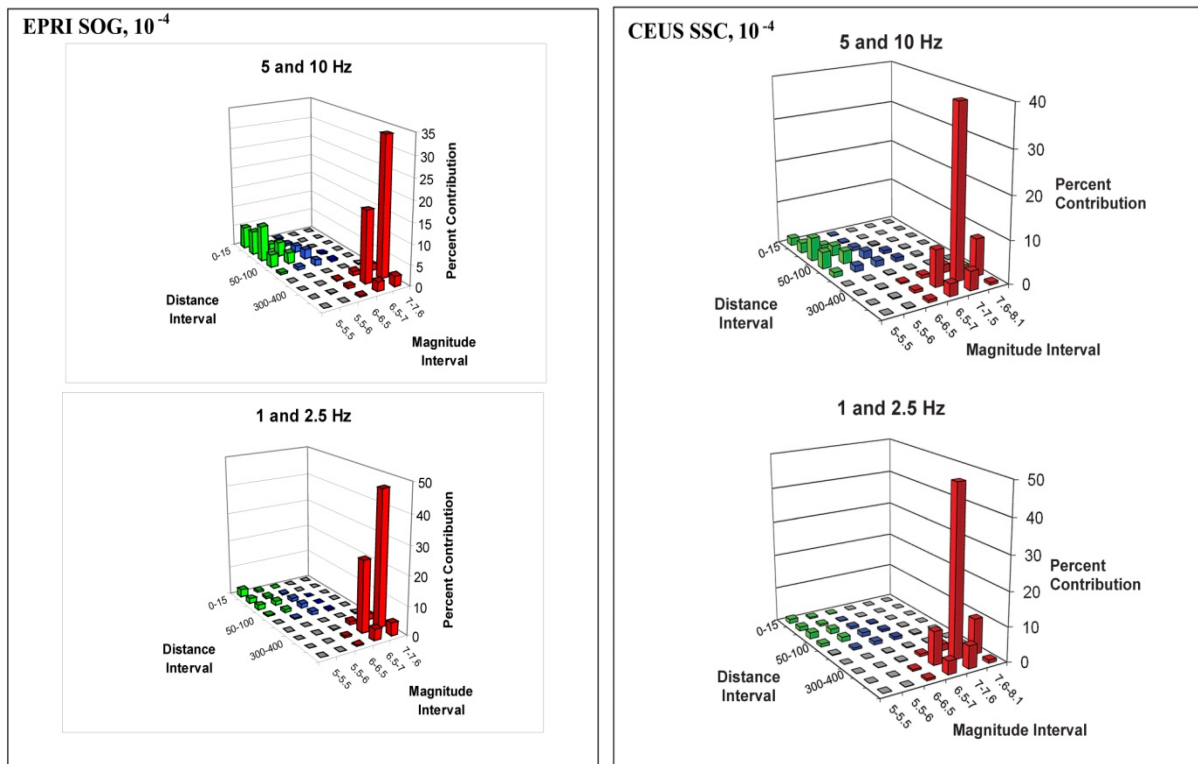 EPRI SOG, 10⁻⁴
5 and 10 Hz
35
30
25
20
15
10
5
0
Percent Contribution
0-15
50-100
300-400
Distance
Interval
5-5.5
5.5-6
6-6.5
6.5-7
7-7.6
Magnitude
Interval
1 and 2.5 Hz
50
40
30
20
10
0
Percent Contribution
0-15
50-100
300-400
Distance
Interval
5-5.5
5.5-6
6-6.5
6.5-7
7-7.6
Magnitude
Interval
CEUS SSC, 10⁻⁴
5 and 10 Hz
40
30
20
10
0
Percent
Contribution
0-15
50-100
300-400
Distance
Interval
5-5.5
5.5-6
6-6.5
6.5-7
7-7.5
7.6-8.1
Magnitude Interval
1 and 2.5 Hz
50
40
30
20
10
0
Percent
Contribution
0-15
50-100
300-400
Distance
Interval
5-5.5
5.5-6
6-6.5
6.5-7
7-7.6
7.6-8.1
Magnitude Interval